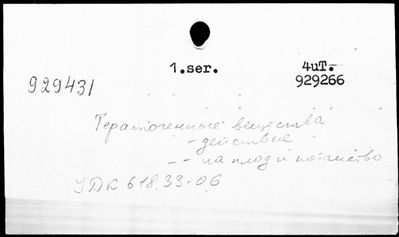 1.ser.
4uT.
929266
929431
Тератогенные вещества
- действие
- - на плод и потомство
УДК 618.33-06